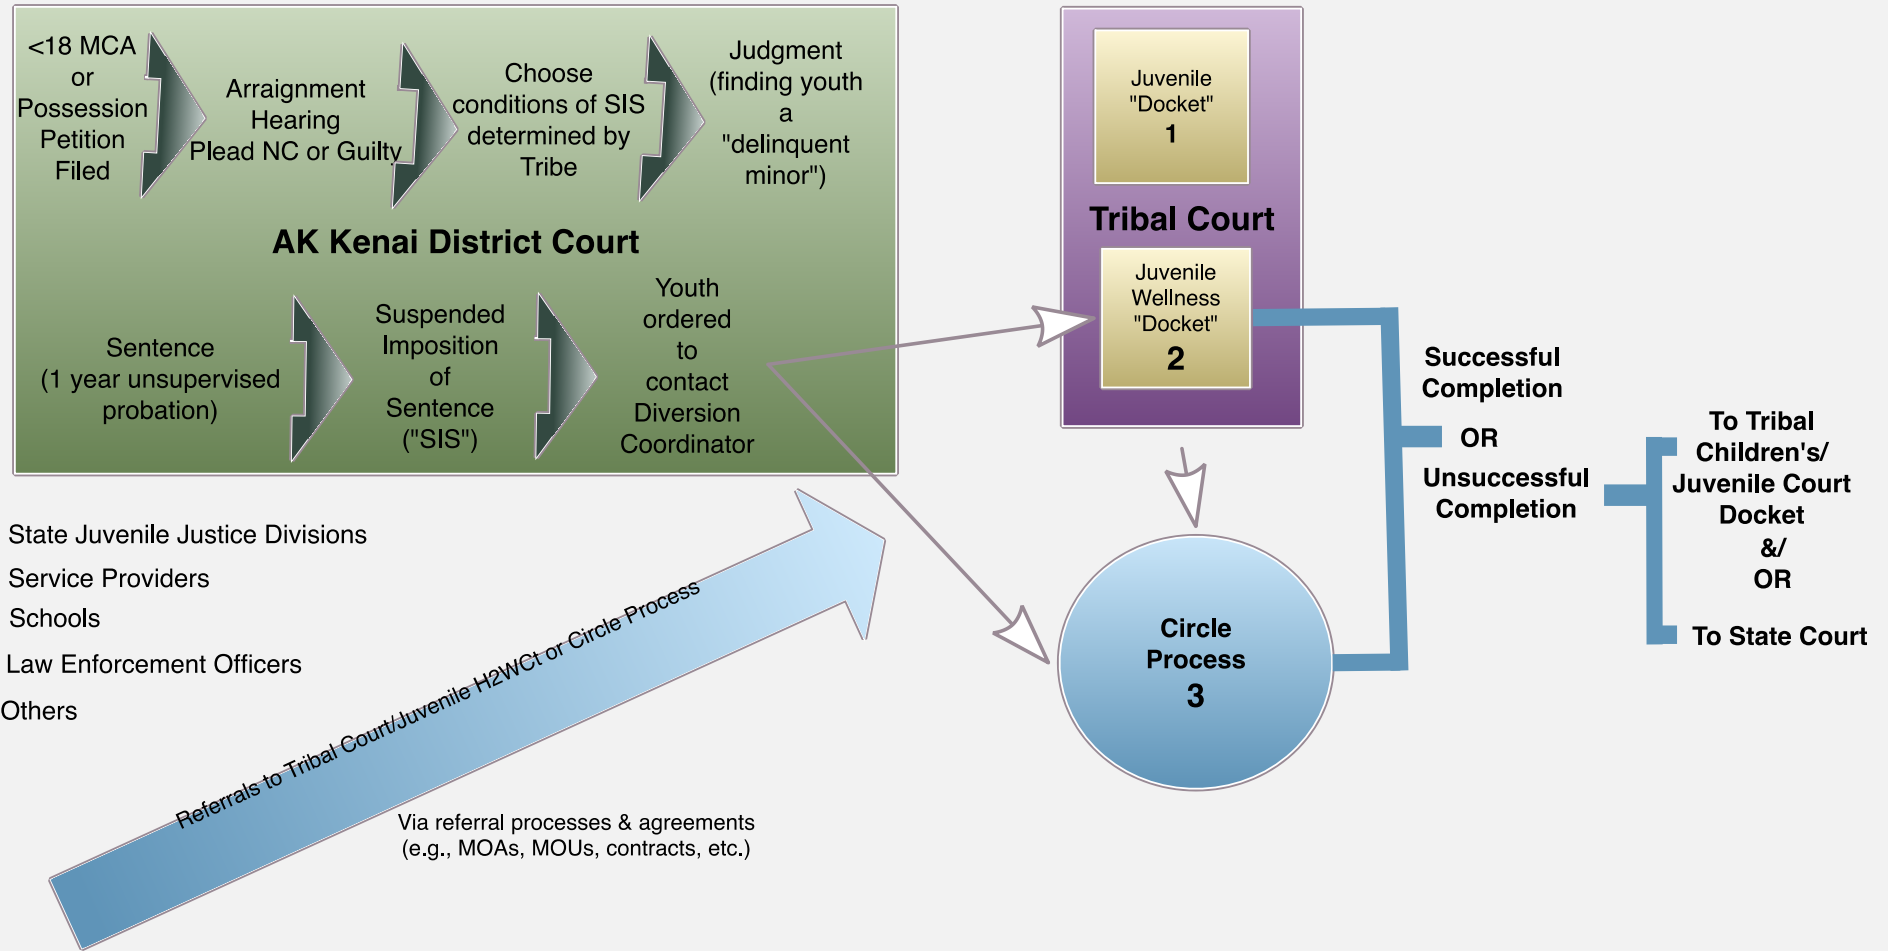 <18 MCA
or
Possession
Petition
Filed
Arraignment
Hearing
Plead NC or Guilty
Choose
conditions of SIS
determined by
Tribe
Judgment
(finding youth
a
"delinquent
minor")
AK Kenai District Court
Sentence
(1 year unsupervised
probation)
Suspended
Imposition
of
Sentence
("SIS")
Youth
ordered
to
contact
Diversion
Coordinator
Juvenile
"Docket"
1
Tribal Court
Juvenile
Wellness
"Docket"
2
Circle
Process
3
Successful
Completion
OR
Unsuccessful
Completion
To Tribal
Children's/
Juvenile Court
Docket
&/
OR
To State Court
State Juvenile Justice Divisions
Service Providers
Schools
Law Enforcement Officers
Others
Referrals to Tribal Court/Juvenile H2WCt or Circle Process
Via referral processes & agreements
(e.g., MOAs, MOUs, contracts, etc.)